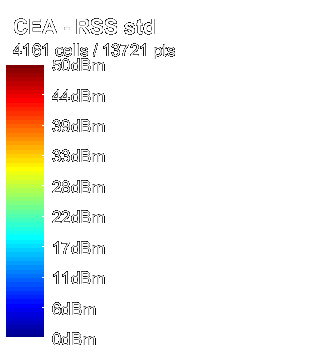 CEA - RSS std
4161 cells / 13721 pts
50dBm
44dBm
39dBm
33dBm
28dBm
22dBm
17dBm
11dBm
6dBm
0dBm